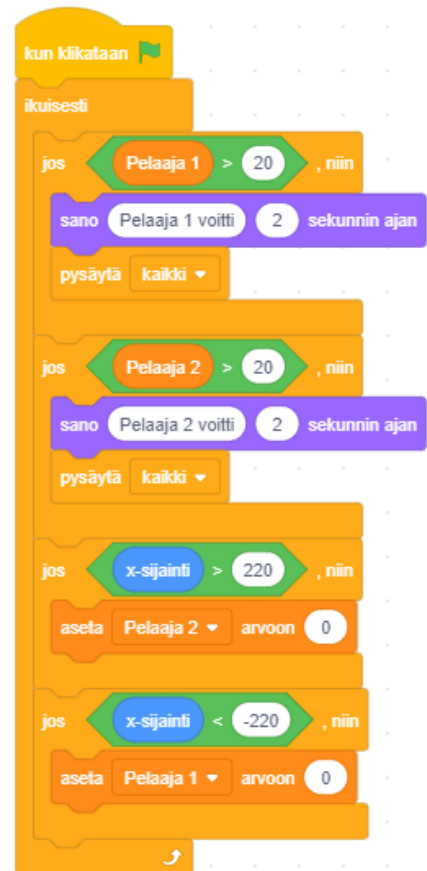 kun klikataan
ikuisesti
jos Pelaaja 1 > 20 , niin
sano Pelaaja 1 voitti 2 sekunnin ajan
pysäytä kaikki
jos Pelaaja 2 > 20 , niin
sano Pelaaja 2 voitti 2 sekunnin ajan
pysäytä kaikki
jos x-sijainti > 220 , niin
aseta Pelaaja 2 arvoon 0
jos x-sijainti < -220 , niin
aseta Pelaaja 1 arvoon 0